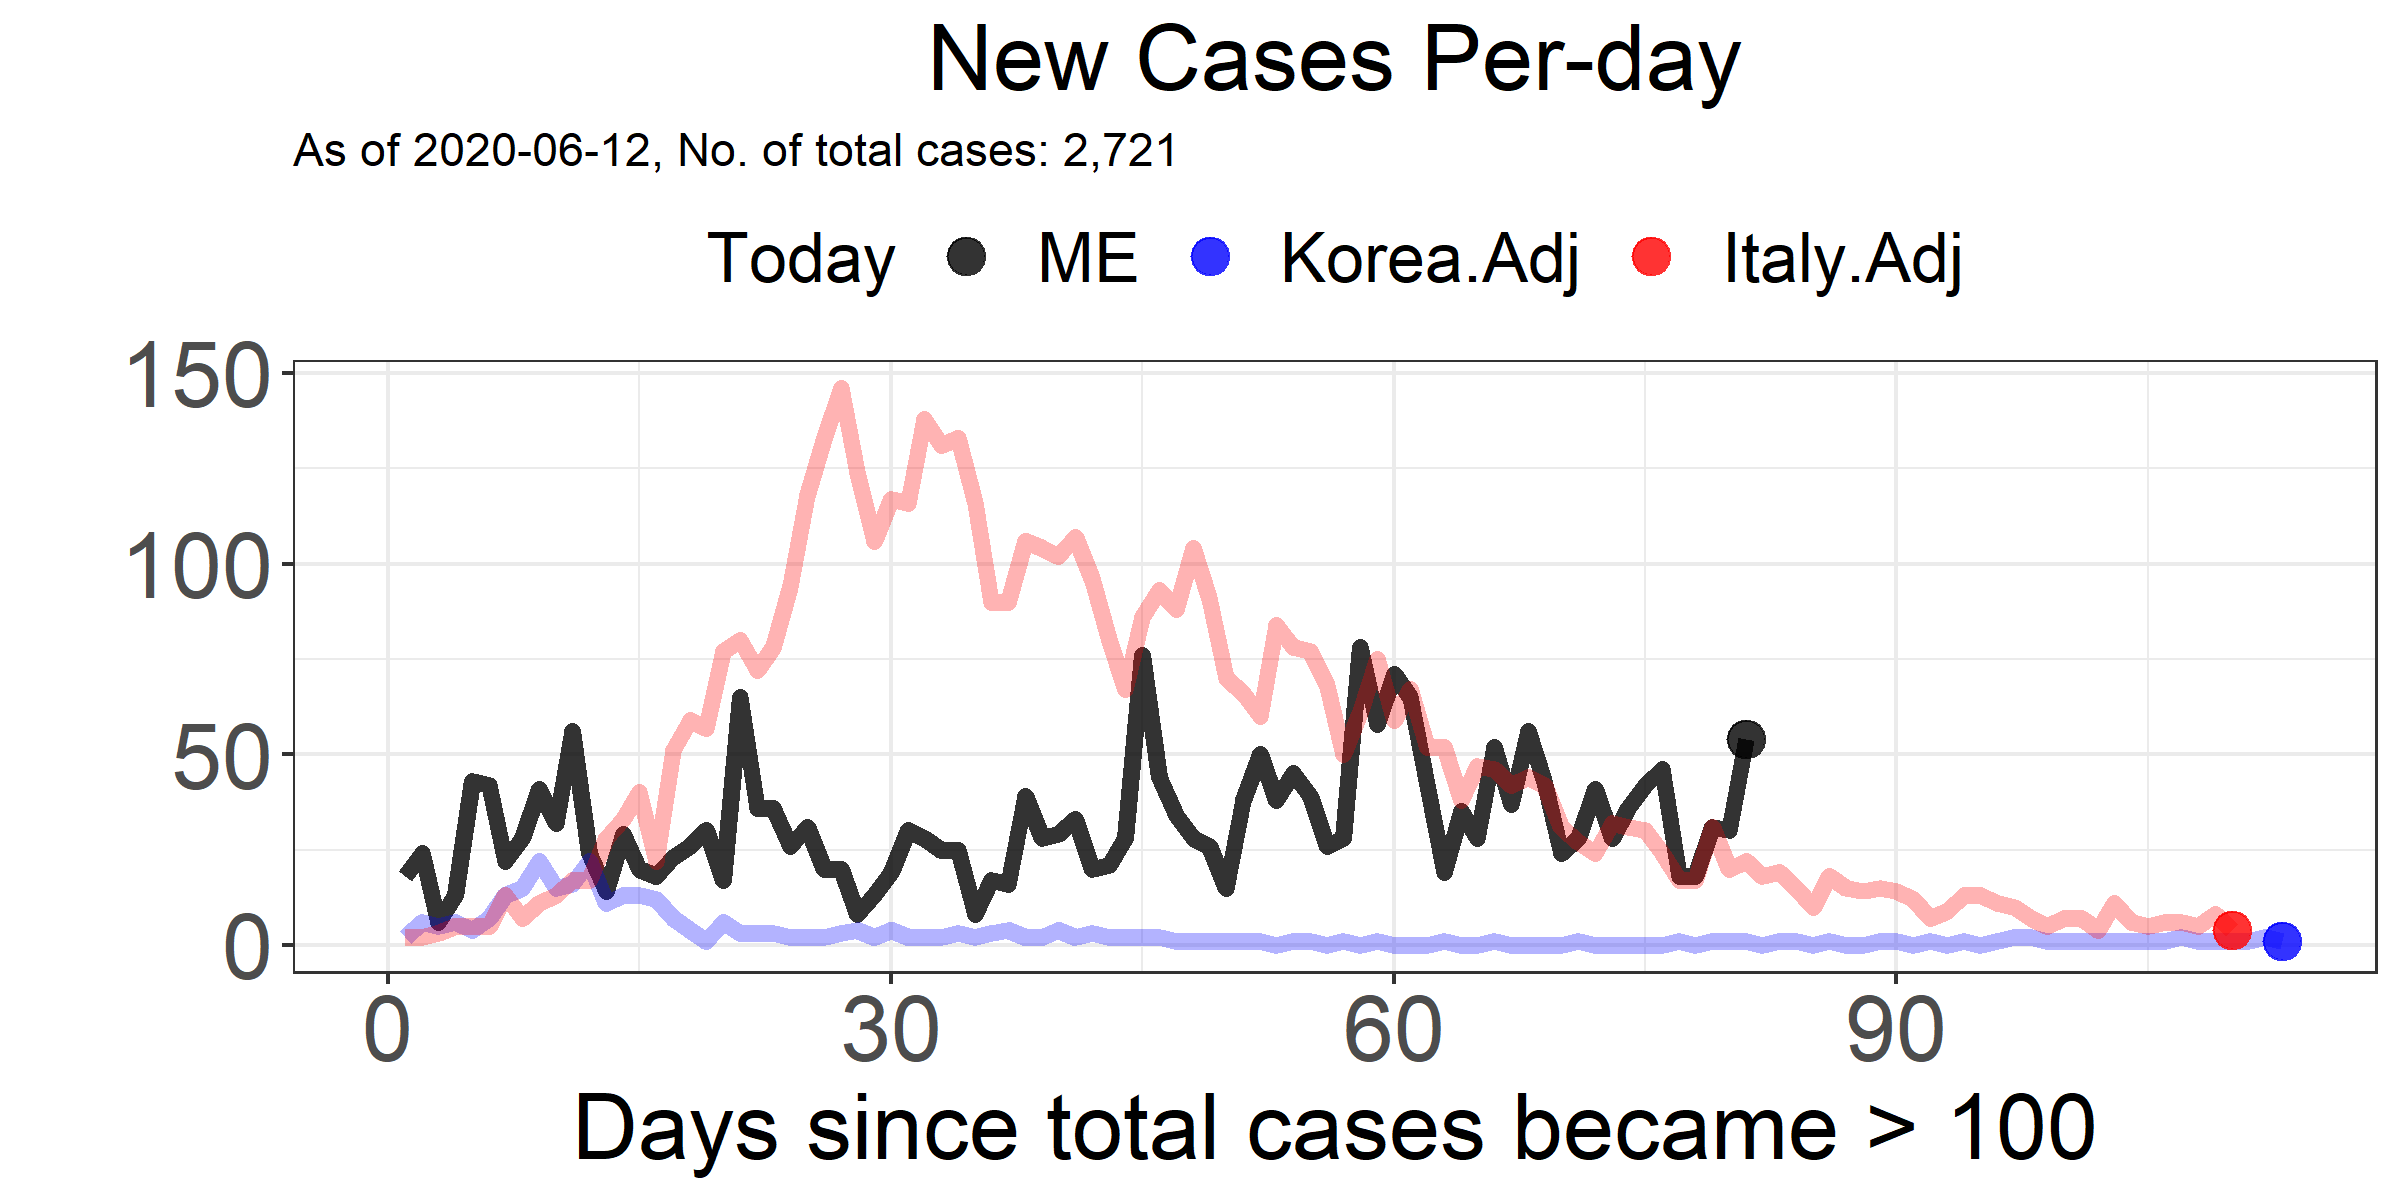 New Cases Per-day
As of 2020-06-12, No. of total cases: 2,721
Today ME Korea.Adj Italy.Adj
150
100
50
0
0 30 60 90
Days since total cases became > 100